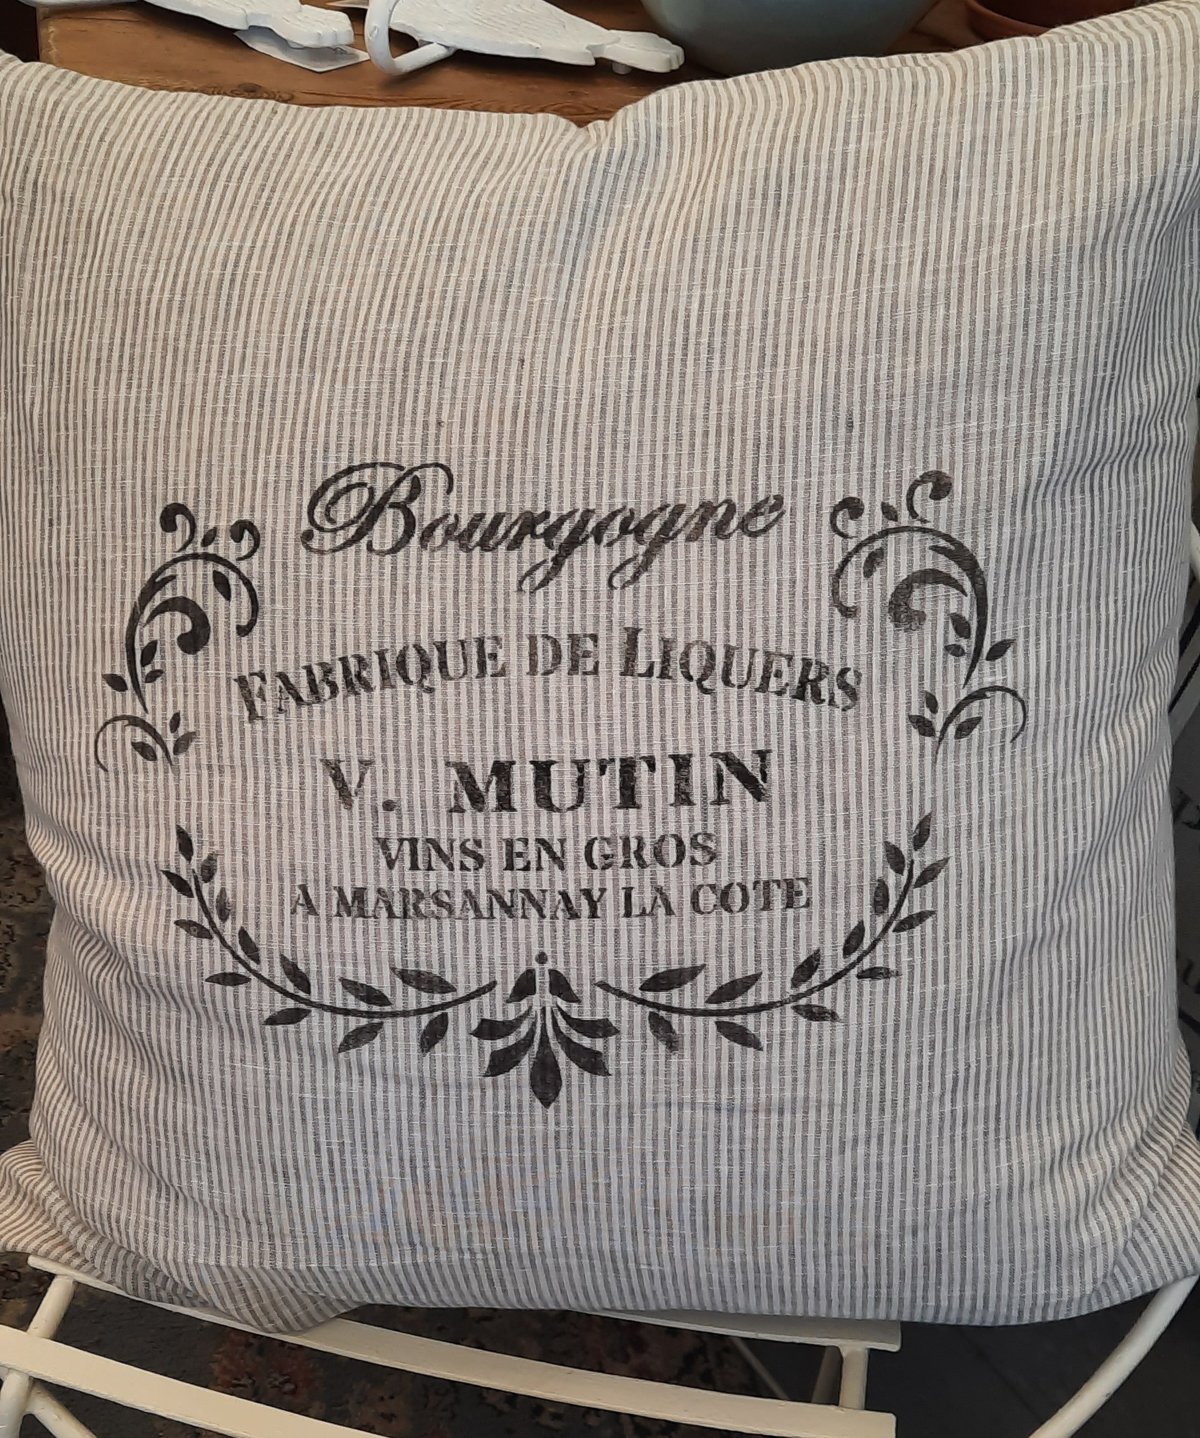 Bourgogne
FABRIQUE DE LIQUERS
V. MUTIN
VINS EN GROS
A MARSANNAY LA COTE